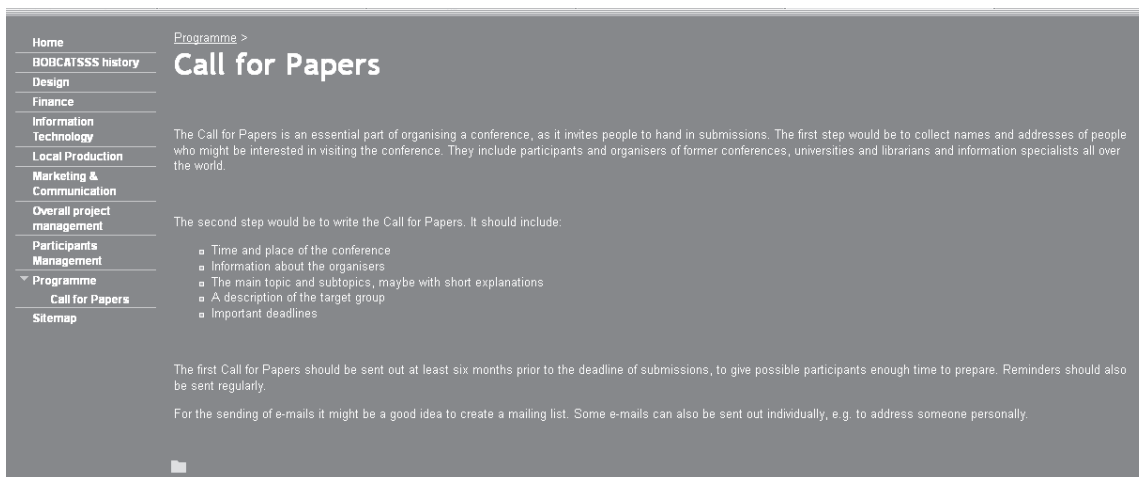 Home
BOBCATSSS history
Design
Finance
Information
Technology
Local Production
Marketing &
Communication
Overall project
management
Participants
Management
Programme
Call for Papers
Sitemap
Programme >
Call for Papers
The Call for Papers is an essential part of organising a conference, as it invites people to hand in submissions. The first step would be to collect names and addresses of people
who might be interested in visiting the conference. They include participants and organisers of former conferences, universities and librarians and information specialists all over
the world.
The second step would be to write the Call for Papers. It should include:
Time and place of the conference
Information about the organisers
The main topic and subtopics, maybe with short explanations
A description of the target group
Important deadlines
The first Call for Papers should be sent out at least six months prior to the deadline of submissions, to give possible participants enough time to prepare. Reminders should also
be sent regularly.
For the sending of e-mails it might be a good idea to create a mailing list. Some e-mails can also be sent out individually, e.g. to address someone personally.